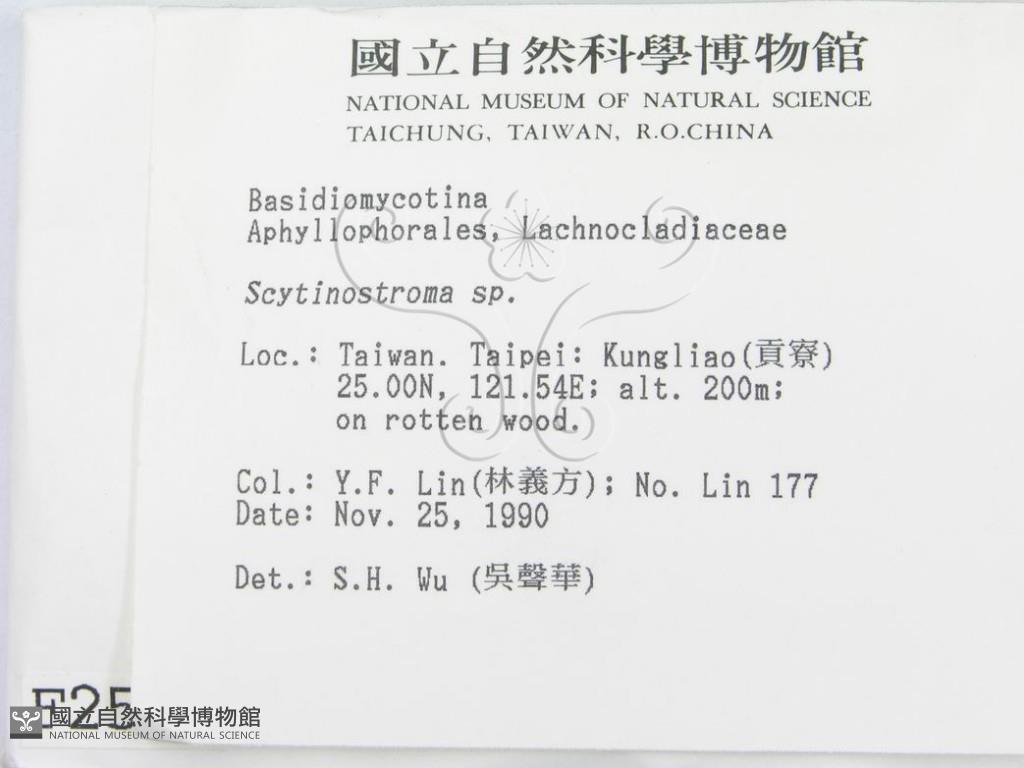 國立自然科學博物館
NATIONAL MUSEUM OF NATURAL SCIENCE
TAICHUNG, TAIWAN, R.O.CHINA
Basidiomycotina
Aphyllophorales, Lachnocladiaceae
Scytinostroma sp.
Loc.: Taiwan. Taipei: Kungliao(貢寮)
25.00N, 121.54E; alt. 200m;
on rotten wood.
Col.: Y.F. Lin(林義方); No. Lin 177
Date: Nov. 25, 1990
Det.: S.H. Wu (吳聲華)
F25
國立自然科學博物館
NATIONAL MUSEUM OF NATURAL SCIENCE